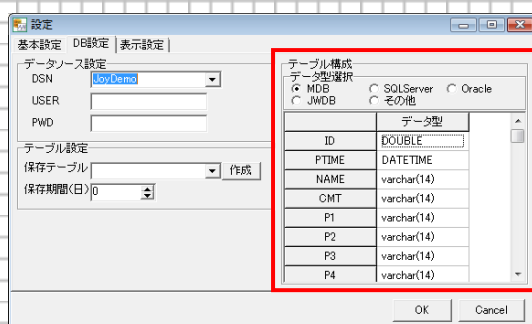 設定
基本設定 DB設定 表示設定
データソース設定
DSN JoyDemo
USER
PWD
テーブル設定
保存テーブル 作成
保存期間(日) 0
テーブル構成
データ型選択
MDB SQLServer Oracle
JWDB その他
データ型
ID DOUBLE
PTIME DATETIME
NAME varchar(14)
CMT varchar(14)
P1 varchar(14)
P2 varchar(14)
P3 varchar(14)
P4 varchar(14)
OK Cancel